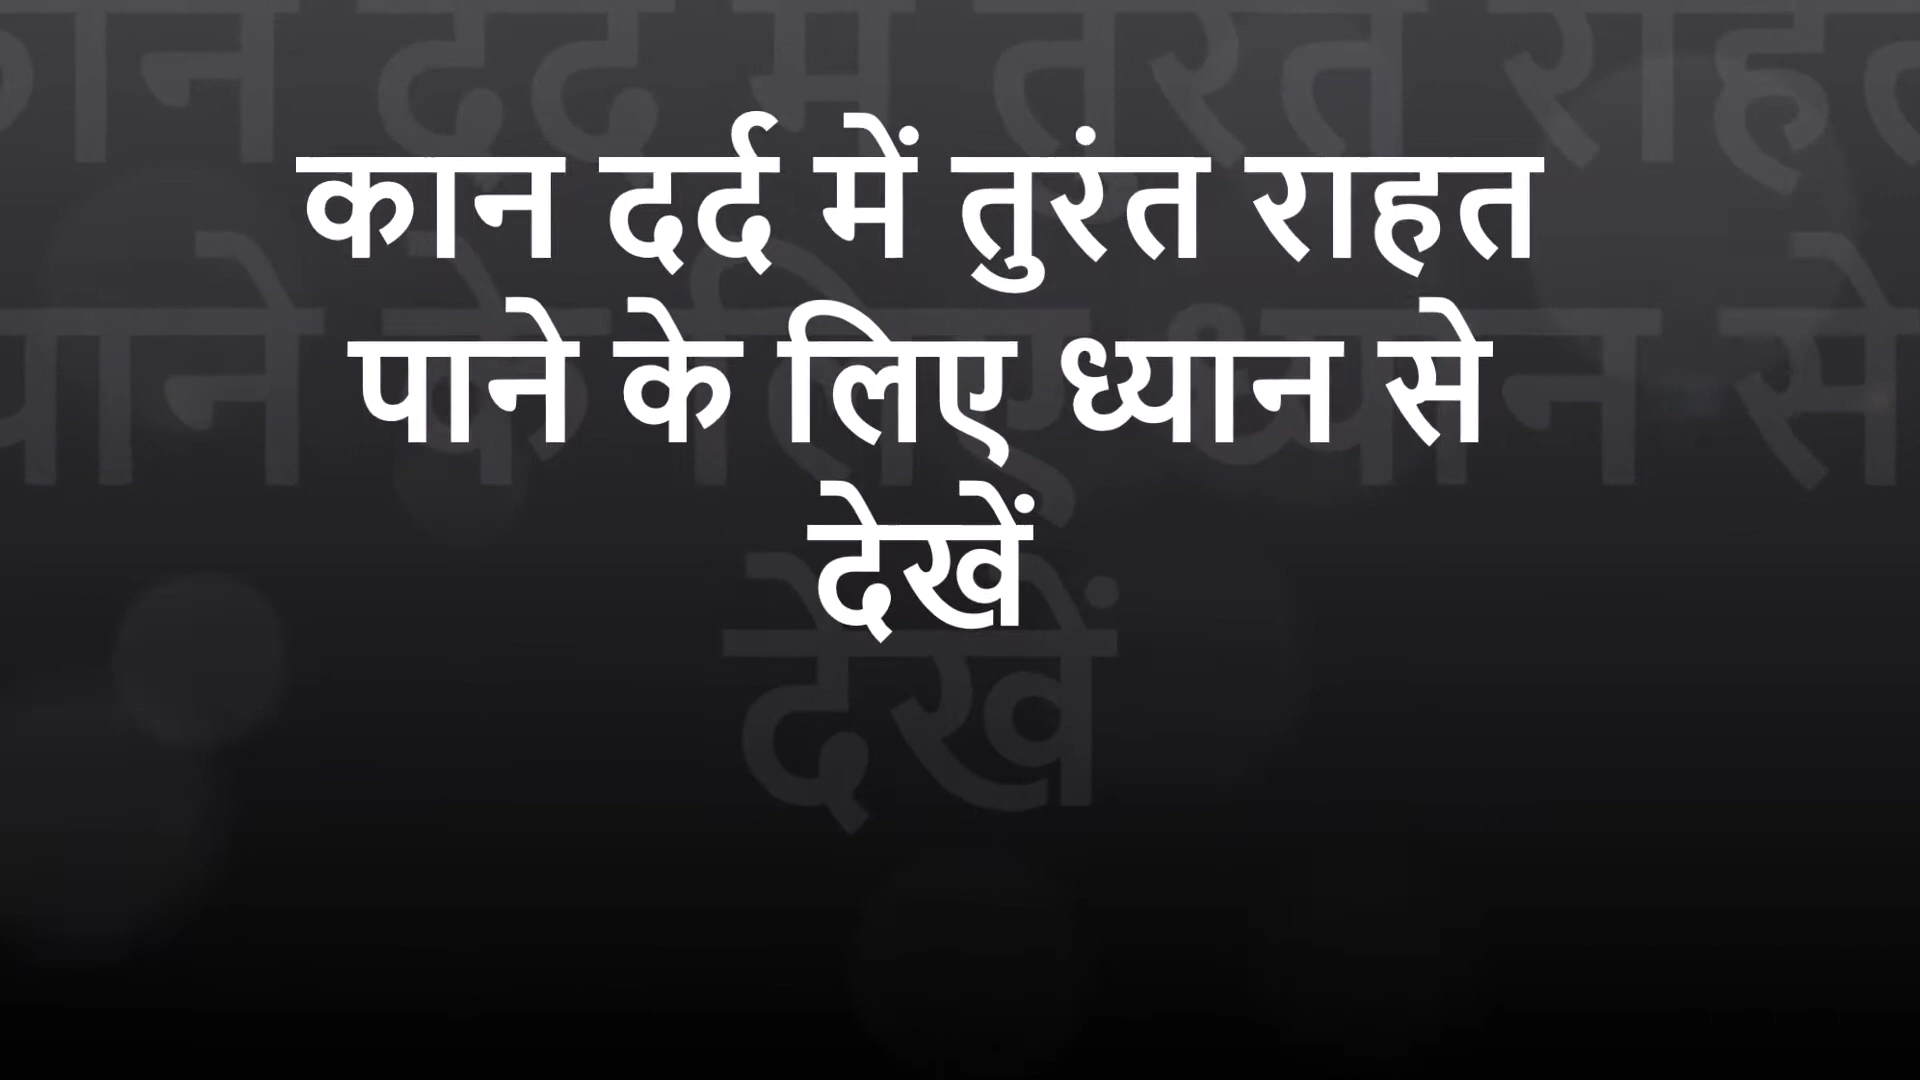 कान दर्द में तुरंत राहत
पाने के लिए ध्यान से
देखें